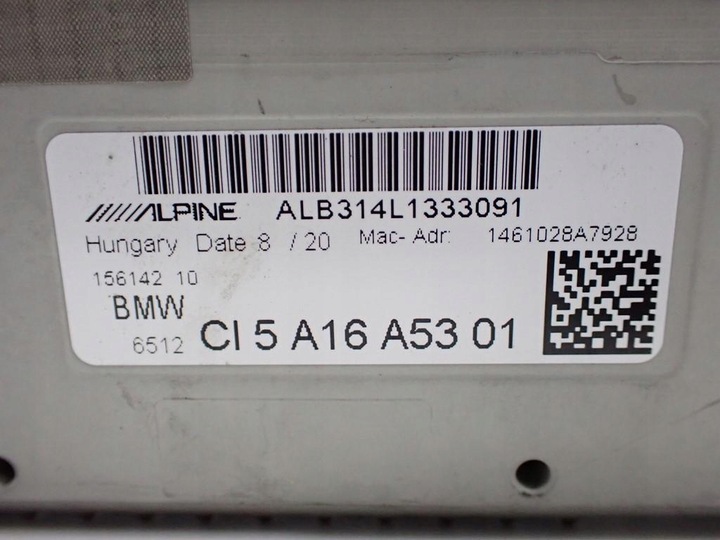 ALPINE ALB314L1333091
Hungary Date 8 / 20 Mac- Adr: 1461028A7928
156142 10
BMW
6512 CI 5 A16 A53 01